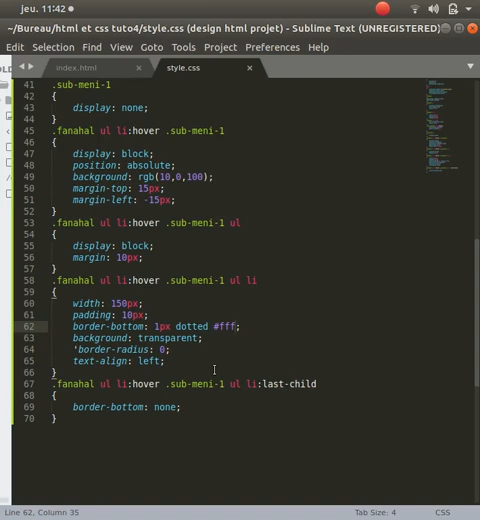 jeu. 11:42
~/Bureau/html et css tuto4/style.css (design html projet) - Sublime Text (UNREGISTERED)
Edit Selection Find View Goto Tools Project Preferences Help
index.html style.css
41 .sub-meni-1
42 {
43 display: none;
44 }
45 .fanahal ul li:hover .sub-meni-1
46 {
47 display: block;
48 position: absolute;
49 background: rgb(10,0,100);
50 margin-top: 15px;
51 margin-left: -15px;
52 }
53 .fanahal ul li:hover .sub-meni-1 ul
54 {
55 display: block;
56 margin: 10px;
57 }
58 .fanahal ul li:hover .sub-meni-1 ul li
59 {
60 width: 150px;
61 padding: 10px;
62 border-bottom: 1px dotted #fff;
63 background: transparent;
64 'border-radius: 0;
65 text-align: left;
66 }
67 .fanahal ul li:hover .sub-meni-1 ul li:last-child
68 {
69 border-bottom: none;
70 }
Line 62, Column 35 Tab Size: 4 CSS